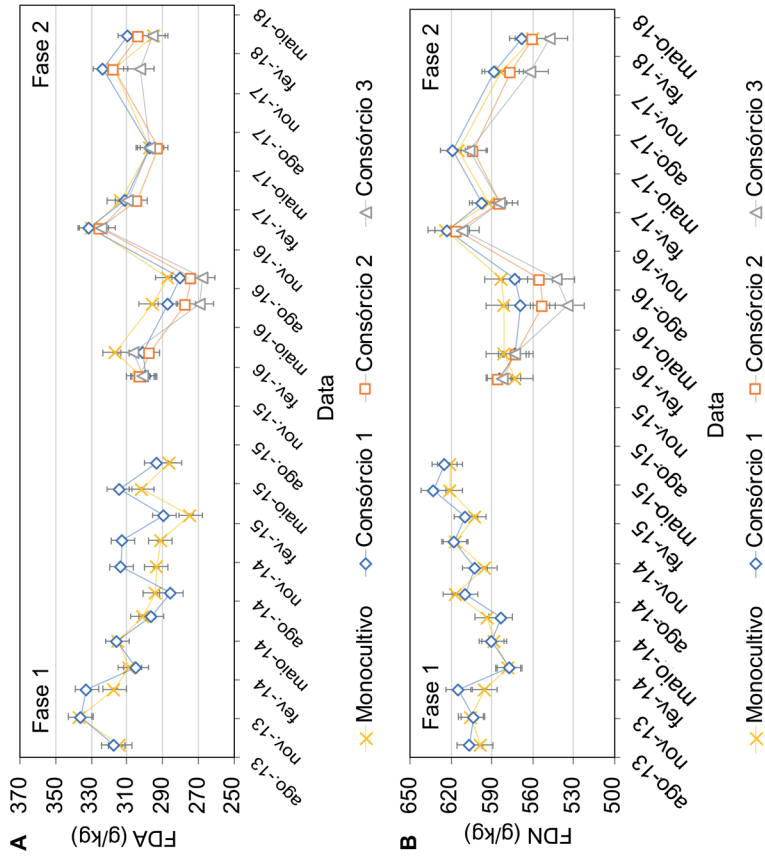 A
FDA (g/kg)
370
350
330
310
290
270
250
Fase 1
Fase 2
ago.-13
nov.-13
fev.-14
maio-14
ago.-14
nov.-14
fev.-15
maio-15
ago.-15
nov.-15
fev.-16
maio-16
ago.-16
nov.-16
fev.-17
maio-17
ago.-17
nov.-17
fev.-18
maio-18
Data
Monocultivo Consórcio 1 Consórcio 2 Consórcio 3
B
FDN (g/kg)
650
620
590
560
530
500
Fase 1
Fase 2
ago-13
nov.-13
fev.-14
maio-14
ago.-14
nov.-14
fev.-15
maio-15
ago.-15
nov.-15
fev.-16
maio-16
ago.-16
nov.-16
fev.-17
maio-17
ago.-17
nov.-17
fev.-18
maio-18
Data
Monocultivo Consórcio 1 Consórcio 2 Consórcio 3